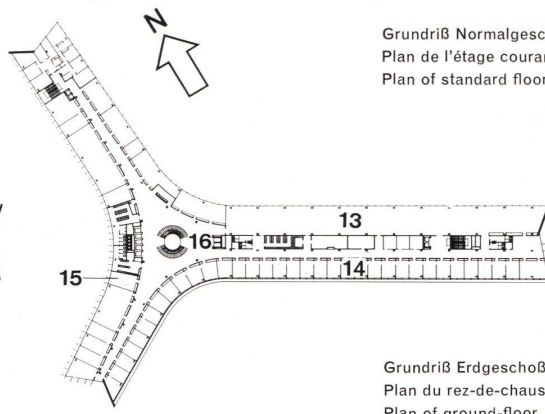 N
Grundriß Normalgesc
Plan de l'étage couran
Plan of standard floor
13
16
14
15
Grundriß Erdgeschoß
Plan du rez-de-chaus
Plan of ground-floor